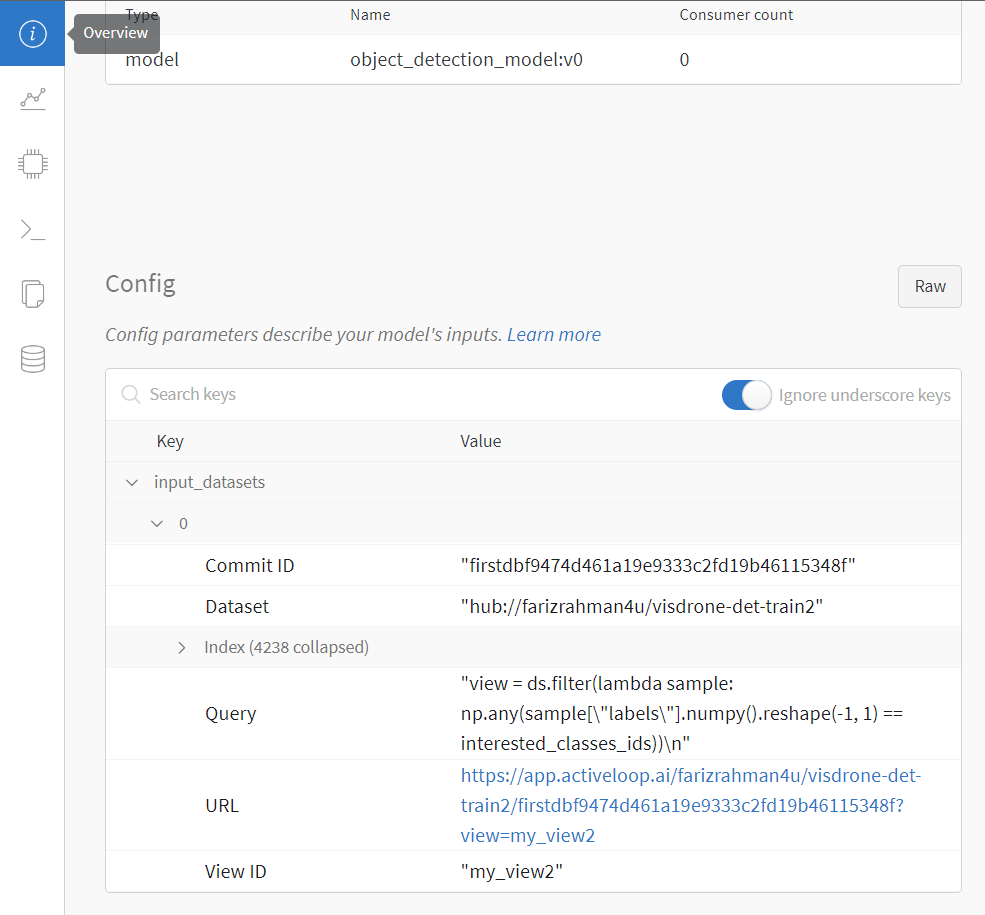 Type Name Consumer count
Overview
model object_detection_model:v0 0
Config
Raw
Config parameters describe your model's inputs. Learn more
Search keys
Ignore underscore keys
Key Value
input_datasets
0
Commit ID "firstdbf9474d461a19e9333c2fd19b46115348f"
Dataset "hub://farizrahman4u/visdrone-det-train2"
Index (4238 collapsed)
"view = ds.filter(lambda sample:
Query np.any(sample[\"labels\"].numpy().reshape(-1, 1) ==
interested_classes_ids))\n"
https://app.activeloop.ai/farizrahman4u/visdrone-det-
URL train2/firstdbf9474d461a19e9333c2fd19b46115348f?
view=my_view2
View ID "my_view2"